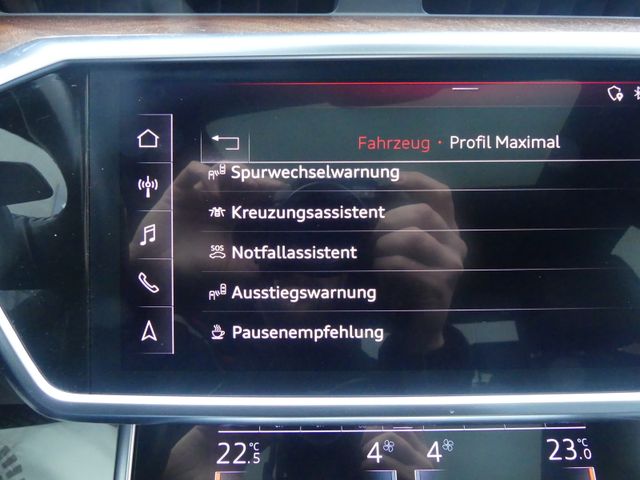 Fahrzeug · Profil Maximal
Spurwechselwarnung
Kreuzungsassistent
SOS Notfallassistent
Ausstiegswarnung
Pausenempfehlung
22.5 °C 4 4 23.0 °C